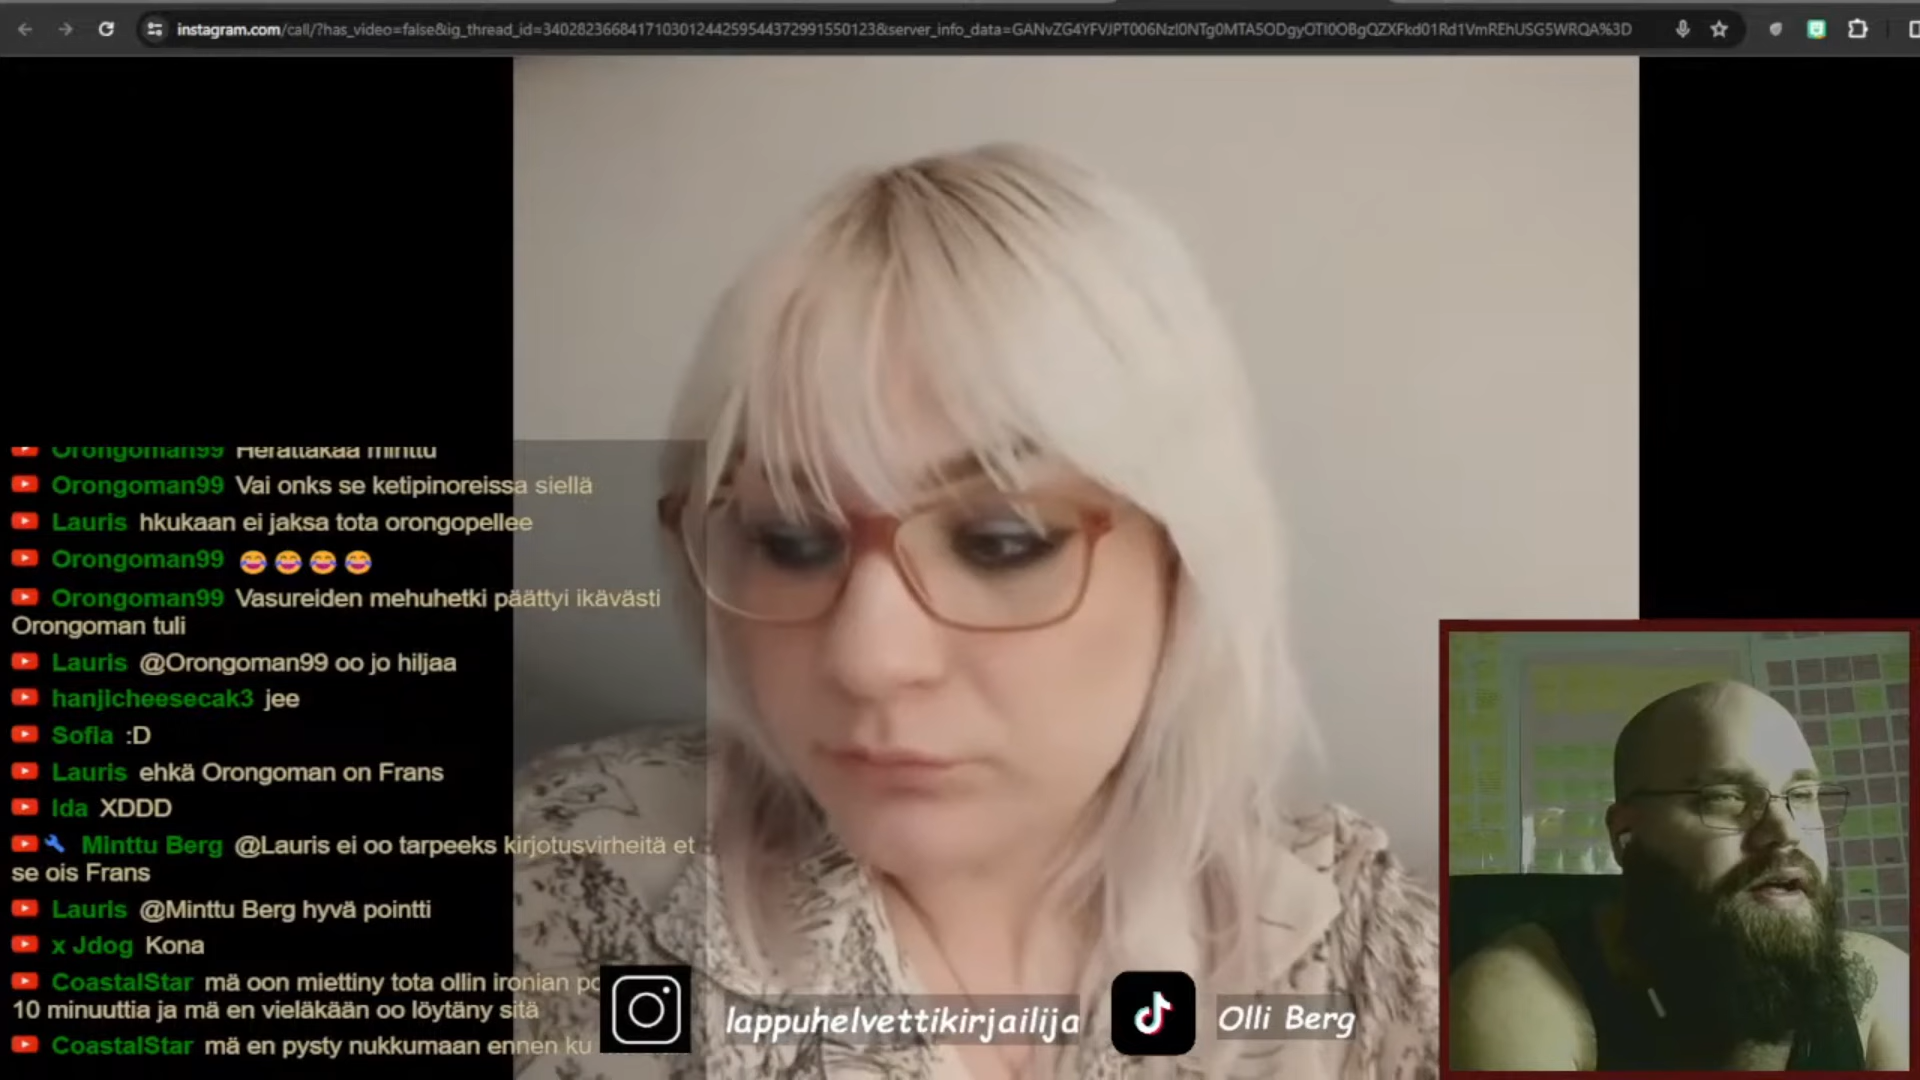 instagram.com/call/?has_video=false&ig_thread_id=340282366841710301244259544372991550123&server_info_data=GANvZG4YFVJPT006NzI0NTg0MTA5ODgyOTI0OBgQZXFkd01Rd1VmREhUSG5WRQA%3D
Orongoman99 Herättäkää minttu
Orongoman99 Vai onks se ketipinoreissa siellä
Lauris hkukaan ei jaksa tota orongopellee
Orongoman99 😂😂😂😂
Orongoman99 Vasureiden mehuhetki päättyi ikävästi
Orongoman tuli
Lauris @Orongoman99 oo jo hiljaa
hanjicheesecak3 jee
Sofia :D
Lauris ehkä Orongoman on Frans
Ida XDDD
Minttu Berg @Lauris ei oo tarpeeks kirjotusvirheitä et
se ois Frans
Lauris @Minttu Berg hyvä pointti
x Jdog Kona
CoastalStar mä oon miettiny tota ollin ironian
10 minuuttia ja mä en vieläkään oo löytäny sitä
CoastalStar mä en pysty nukkumaan ennen ku
lappuhelvettikirjailija
Olli Berg